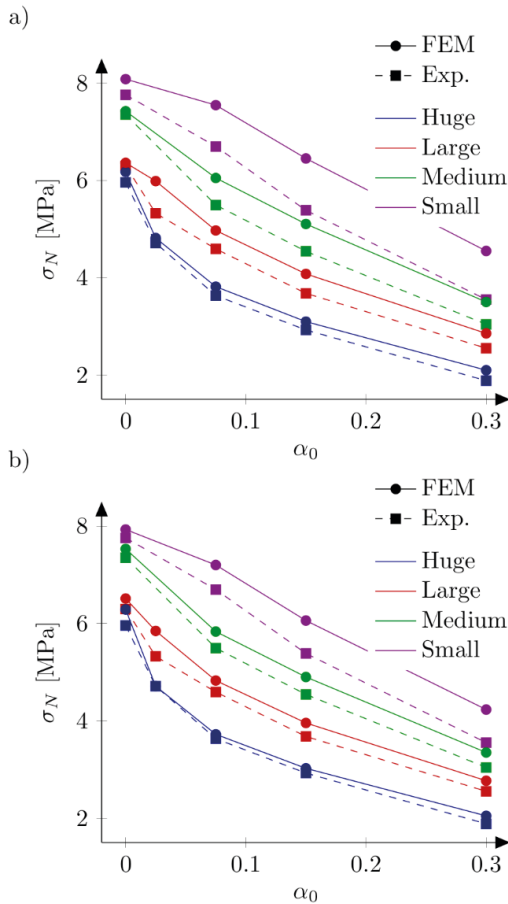 a)
FEM
Exp.
Huge
Large
Medium
Small
8
6
4
2
σ_N [MPa]
0
0.1
0.2
0.3
α_0
b)
FEM
Exp.
Huge
Large
Medium
Small
8
6
4
2
σ_N [MPa]
0
0.1
0.2
0.3
α_0